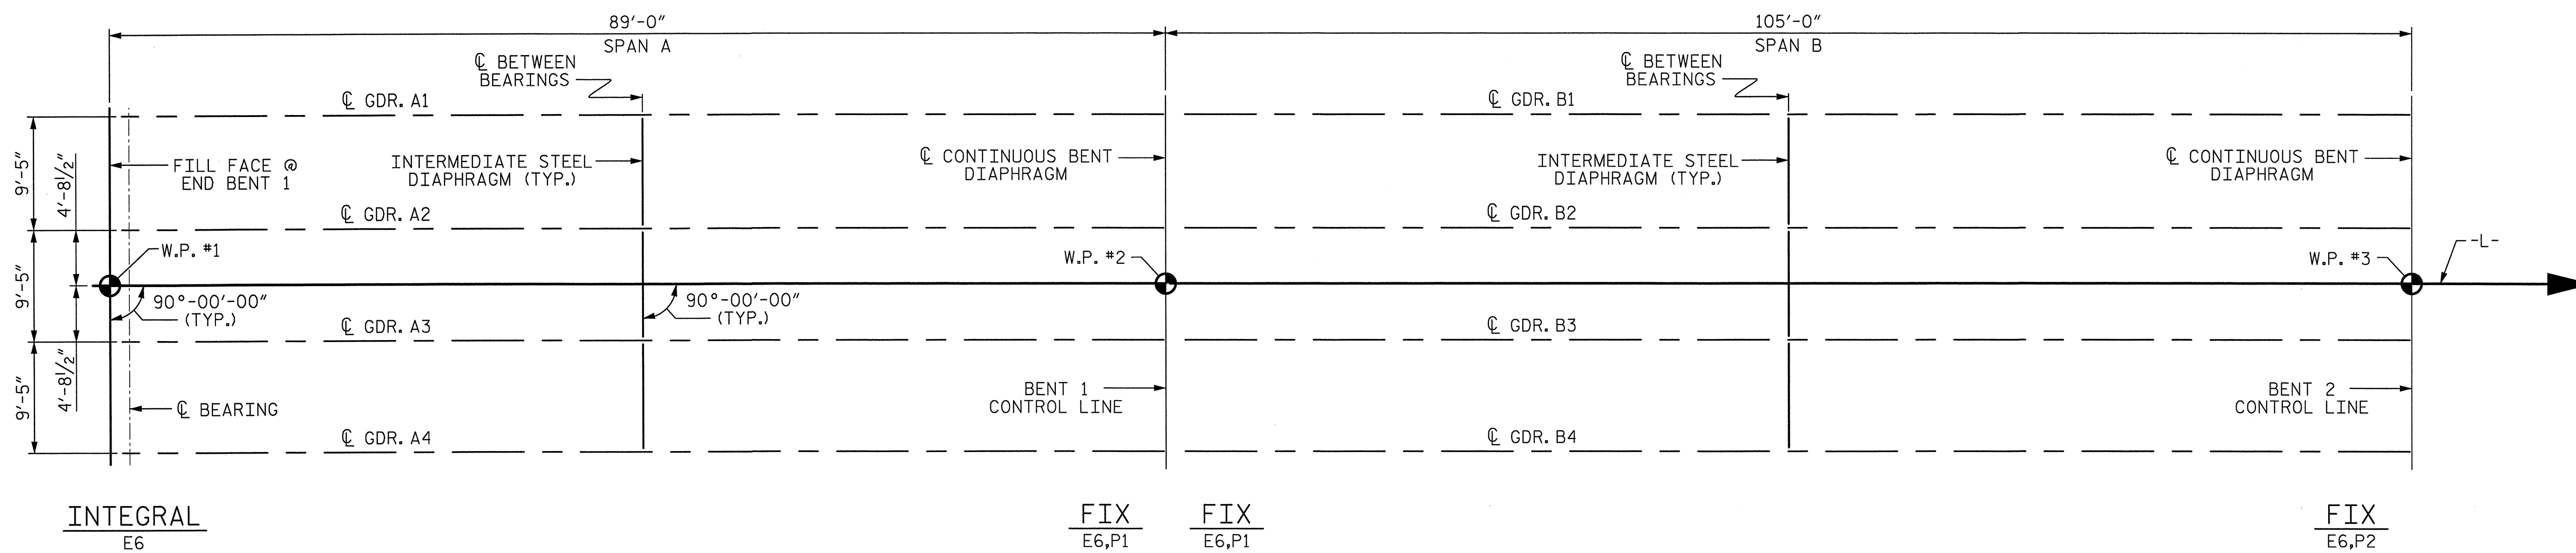 89'-0"
SPAN A
105'-0"
SPAN B
℄ BETWEEN
BEARINGS
℄ BETWEEN
BEARINGS
℄ GDR. A1
℄ GDR. B1
9'-5"
4'-8½"
FILL FACE @
END BENT 1
INTERMEDIATE STEEL
DIAPHRAGM (TYP.)
℄ CONTINUOUS BENT
DIAPHRAGM
INTERMEDIATE STEEL
DIAPHRAGM (TYP.)
℄ CONTINUOUS BENT
DIAPHRAGM
℄ GDR. A2
℄ GDR. B2
W.P. #1
W.P. #2
W.P. #3
-L-
9'-5"
90°-00'-00"
(TYP.)
90°-00'-00"
(TYP.)
℄ GDR. A3
℄ GDR. B3
9'-5"
4'-8½"
℄ BEARING
BENT 1
CONTROL LINE
BENT 2
CONTROL LINE
℄ GDR. A4
℄ GDR. B4
INTEGRAL
E6
FIX
E6,P1
FIX
E6,P1
FIX
E6,P2